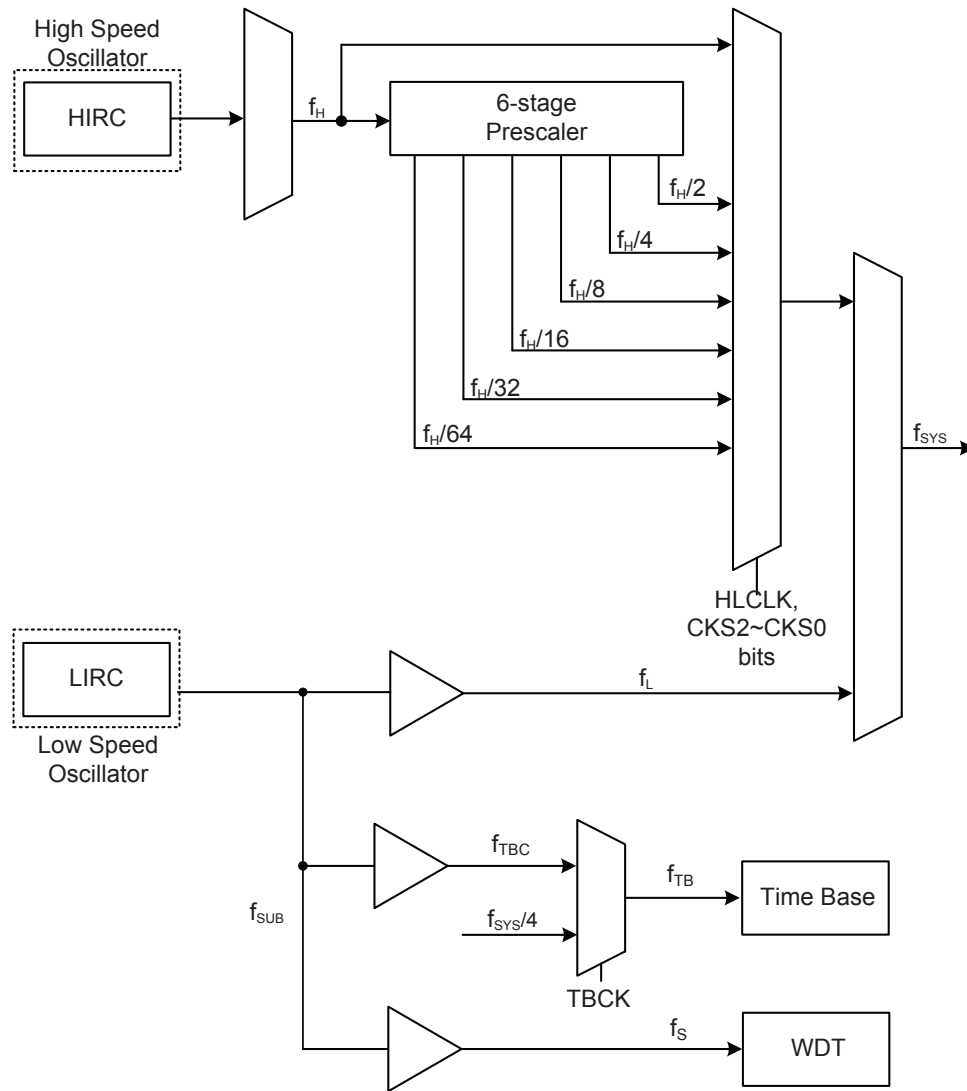 High Speed
Oscillator
HIRC
fH
6-stage
Prescaler
fH/2
fH/4
fH/8
fH/16
fH/32
fH/64
fSYS
HLCLK,
CKS2~CKS0
bits
LIRC
fL
Low Speed
Oscillator
fTBC
fTB
Time Base
fSUB
fSYS/4
TBCK
fS
WDT